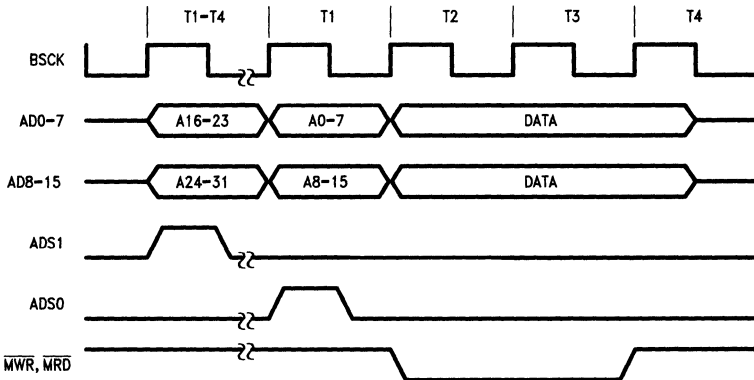 T1-T4 T1 T2 T3 T4
BSCK
AD0-7 A16-23 A0-7 DATA
AD8-15 A24-31 A8-15 DATA
ADS1
ADS0
MWR, MRD